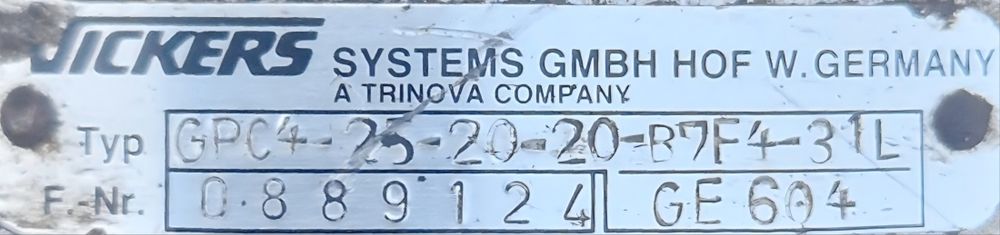 VICKERS SYSTEMS GMBH HOF W. GERMANY
A TRINOVA COMPANY
Typ GPC4-25-20-20-B7F4-31L
F.-Nr. 0889124 GE 604